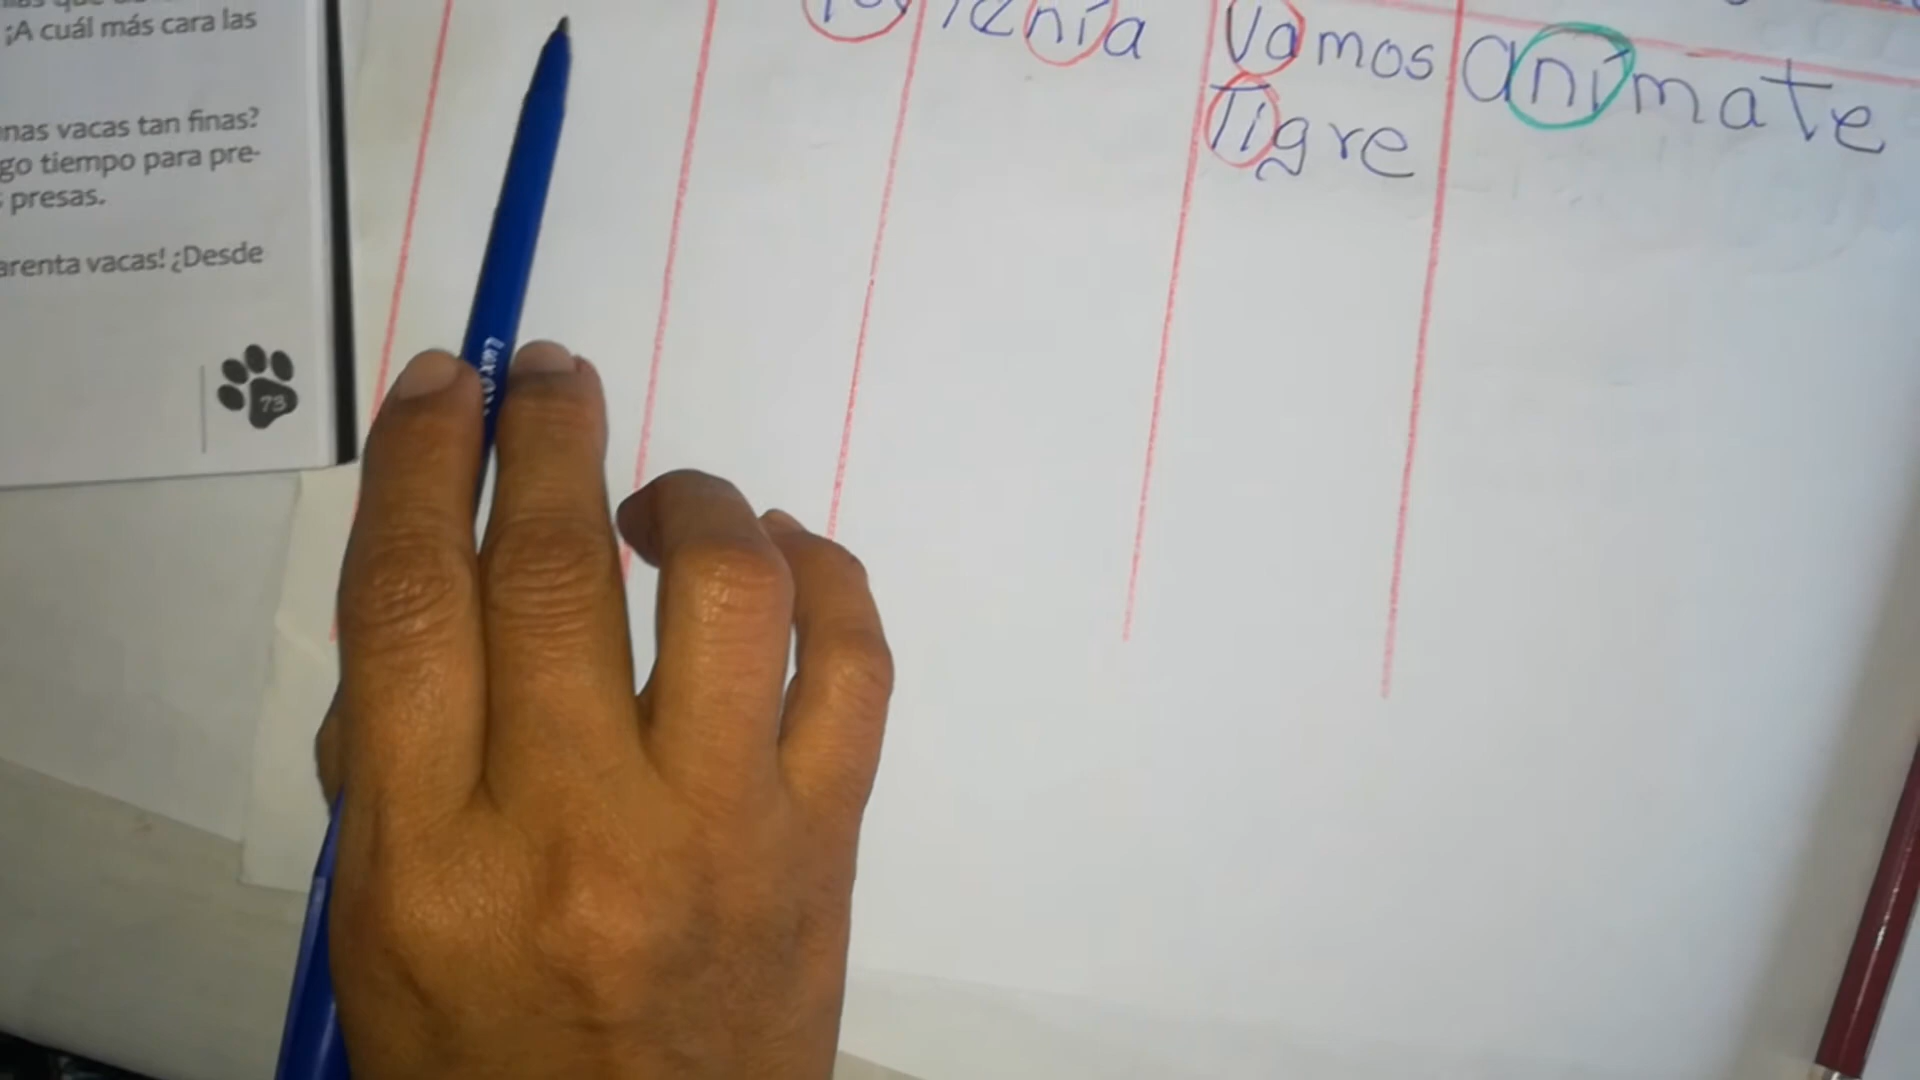 ¡A cuál más cara las
nas vacas tan finas?
go tiempo para pre-
presas.
arenta vacas! ¿Desde
73
nía
Vamos
Tigre
anímate